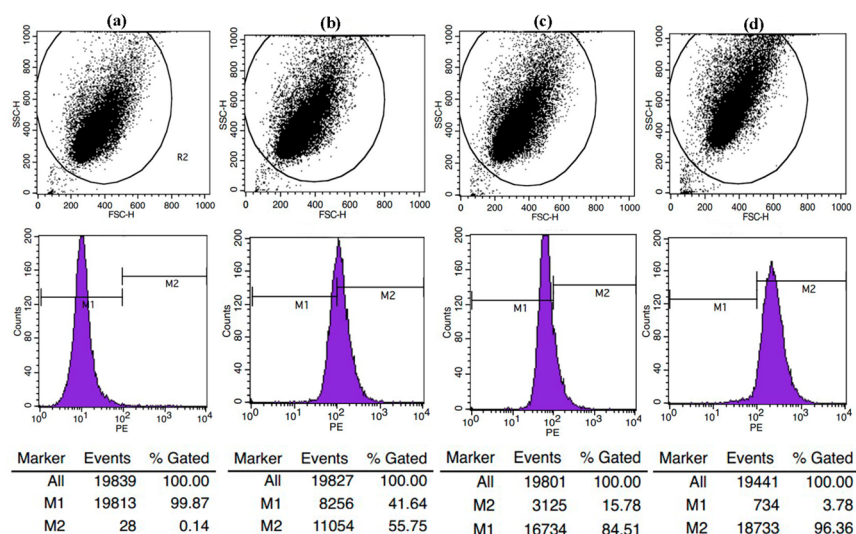 (a) (b) (c) (d)
1000
800
600
400
200
0
SSC-H
0 200 400 600 800 1000
FSC-H
R2
1000
800
600
400
200
0
SSC-H
0 200 400 600 800 1000
FSC-H
1000
800
600
400
200
0
SSC-H
0 200 400 600 800 1000
FSC-H
1000
800
600
400
200
0
SSC-H
0 200 400 600 800 1000
FSC-H
200
160
120
80
40
0
Counts
M1
M2
10⁰ 10¹ 10² 10³ 10⁴
PE
200
160
120
80
40
0
Counts
M1
M2
10⁰ 10¹ 10² 10³ 10⁴
PE
200
160
120
80
40
0
Counts
M1
M2
10⁰ 10¹ 10² 10³ 10⁴
PE
200
160
120
80
40
0
Counts
M1
M2
10⁰ 10¹ 10² 10³ 10⁴
PE
Marker Events % Gated
All 19839 100.00
M1 19813 99.87
M2 28 0.14
Marker Events % Gated
All 19827 100.00
M1 8256 41.64
M2 11054 55.75
Marker Events % Gated
All 19801 100.00
M2 3125 15.78
M1 16734 84.51
Marker Events % Gated
All 19441 100.00
M1 734 3.78
M2 18733 96.36